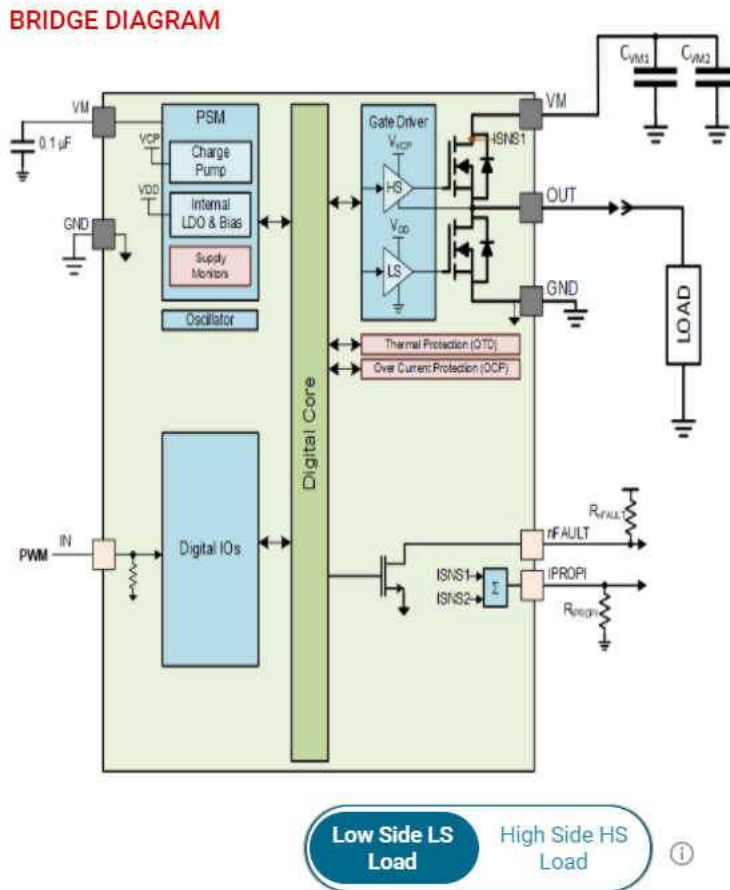 BRIDGE DIAGRAM
VM
0.1 µF
GND
PSM
VCP
Charge
Pump
VDD
Internal
LDO & Bias
Supply
Monitors
Oscillator
Digital Core
Gate Driver
VVCP
HS
VDD
LS
ISNS1
VM
CVM1
CVM2
OUT
GND
LOAD
Thermal Protection (OTD)
Over Current Protection (OCP)
PWM
IN
Digital IOs
RnFAULT
nFAULT
ISNS1
ISNS2
Σ
IPROPI
RIPROPI
Low Side LS
Load
High Side HS
Load